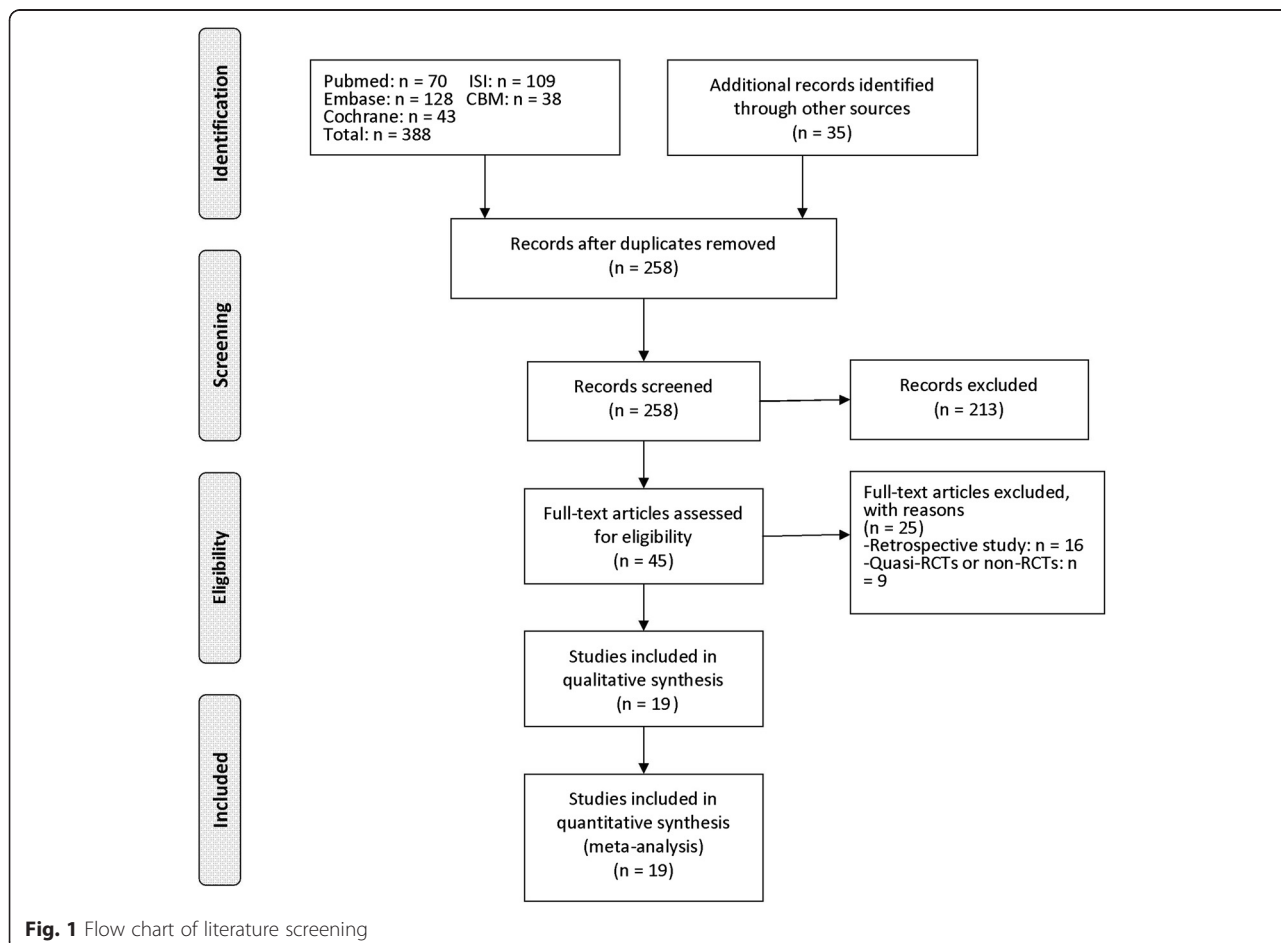 Identification
Pubmed: n = 70 ISI: n = 109
Embase: n = 128 CBM: n = 38
Cochrane: n = 43
Total: n = 388
Additional records identified
through other sources
(n = 35)
Records after duplicates removed
(n = 258)
Screening
Records screened
(n = 258)
Records excluded
(n = 213)
Eligibility
Full-text articles assessed
for eligibility
(n = 45)
Full-text articles excluded,
with reasons
(n = 25)
-Retrospective study: n = 16
-Quasi-RCTs or non-RCTs: n
= 9
Studies included in
qualitative synthesis
(n = 19)
Included
Studies included in
quantitative synthesis
(meta-analysis)
(n = 19)
Fig. 1 Flow chart of literature screening